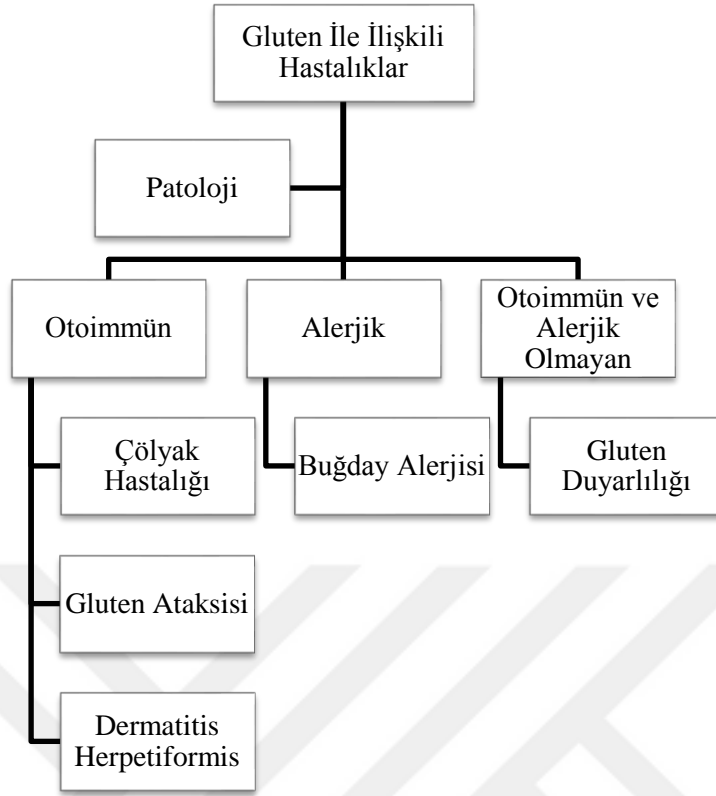 Gluten İle İlişkili
Hastalıklar
Patoloji
Otoimmün
Alerjik
Otoimmün ve
Alerjik
Olmayan
Çölyak
Hastalığı
Buğday Alerjisi
Gluten
Duyarlılığı
Gluten Ataksisi
Dermatitis
Herpetiformis